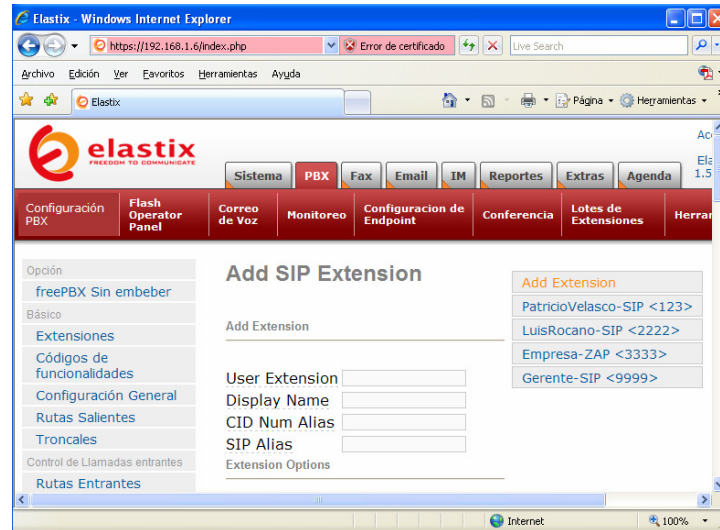 Elastix - Windows Internet Explorer
https://192.168.1.6/index.php
Error de certificado
Live Search
Archivo Edición Ver Favoritos Herramientas Ayuda
Elastix
Página Herramientas
elastix
FREEDOM TO COMMUNICATE
Sistema PBX Fax Email IM Reportes Extras Agenda
1.5
Configuración PBX
Flash Operator Panel
Correo de Voz
Monitoreo
Configuracion de Endpoint
Conferencia
Lotes de Extensiones
Opción
freePBX Sin embeber
Básico
Extensiones
Códigos de funcionalidades
Configuración General
Rutas Salientes
Troncales
Control de Llamadas entrantes
Rutas Entrantes
Add SIP Extension
Add Extension
User Extension
Display Name
CID Num Alias
SIP Alias
Extension Options
Add Extension
PatricioVelasco-SIP <123>
LuisRocano-SIP <2222>
Empresa-ZAP <3333>
Gerente-SIP <9999>
Internet
100%